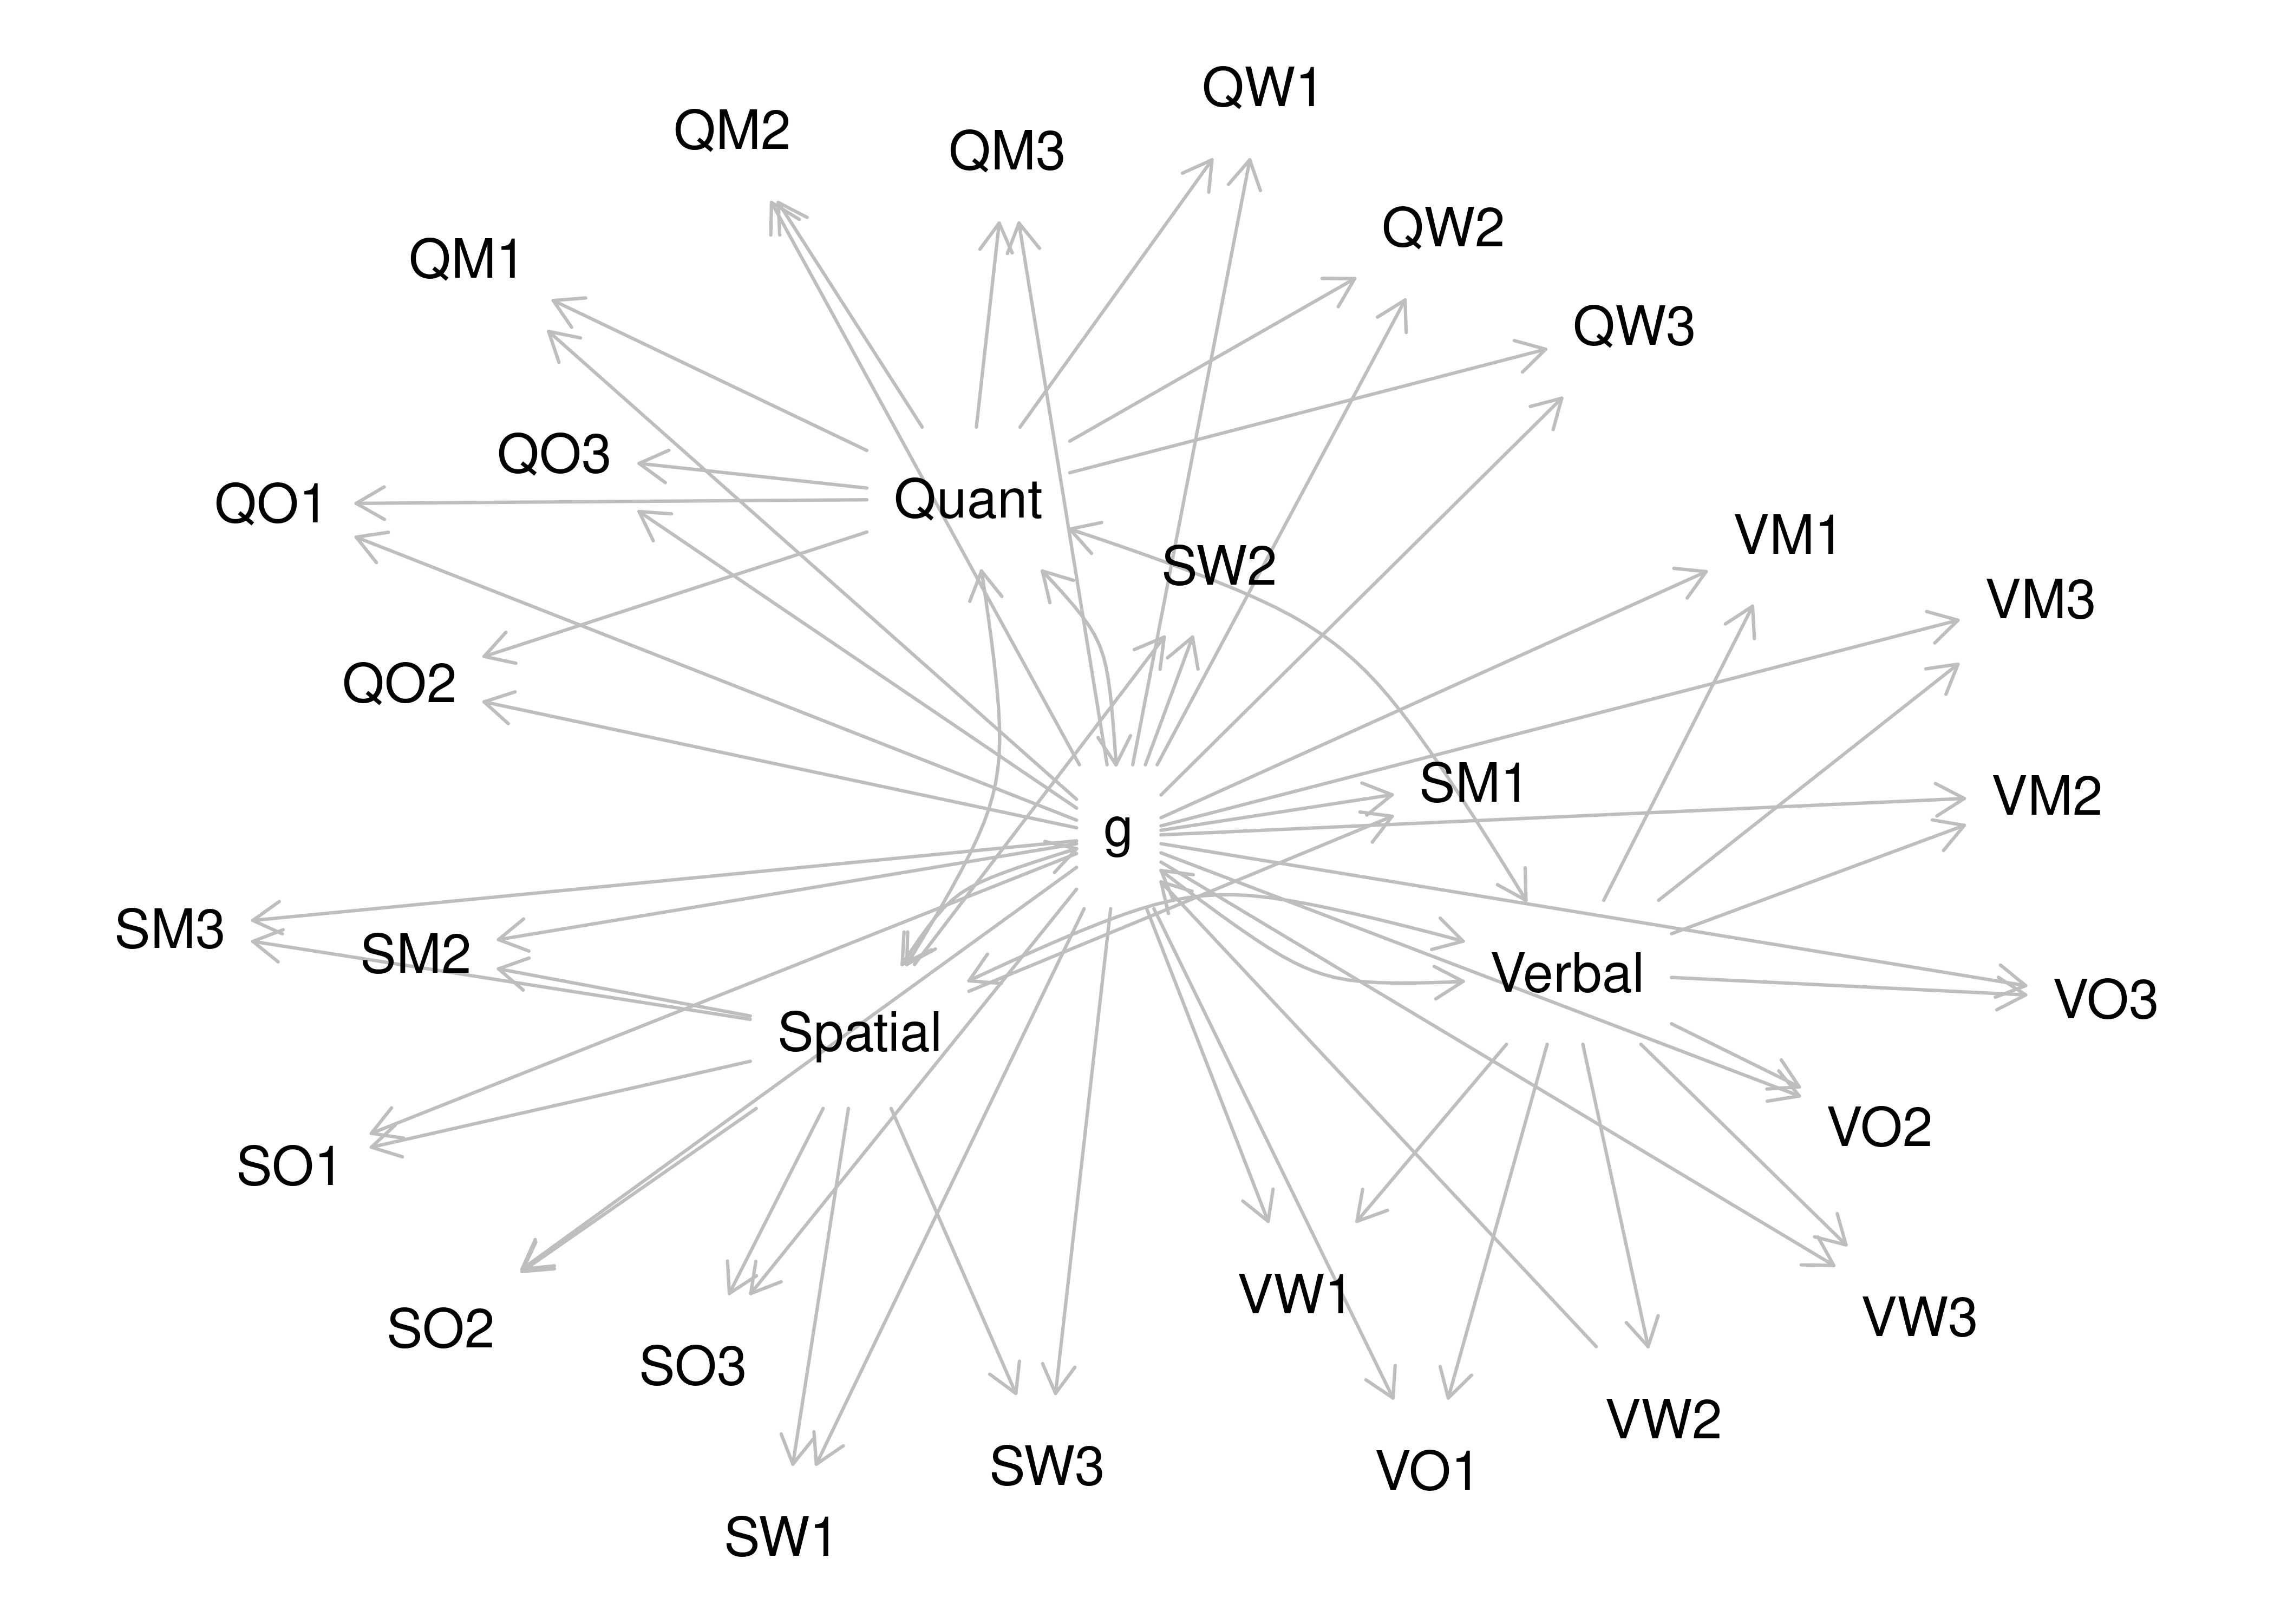 QW1
QM2
QM3
QW2
QM1
QW3
QO3
Quant
QO1
VM1
SW2
VM3
QO2
SM1
VM2
g
SM3
SM2
Verbal
VO3
Spatial
VO2
SO1
VW1
VW3
SO2
SO3
VW2
SW3
VO1
SW1